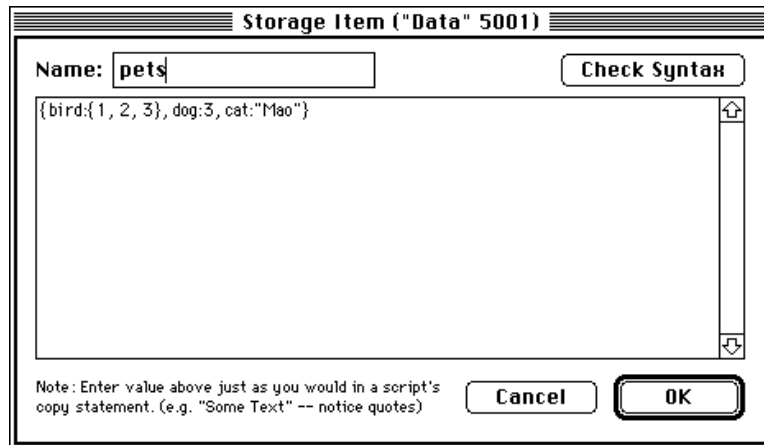 Storage Item ("Data" 5001)
Name: pets
Check Syntax
{bird:{1, 2, 3}, dog:3, cat:"Mao"}
Note: Enter value above just as you would in a script's
copy statement. (e.g. "Some Text" -- notice quotes)
Cancel
OK